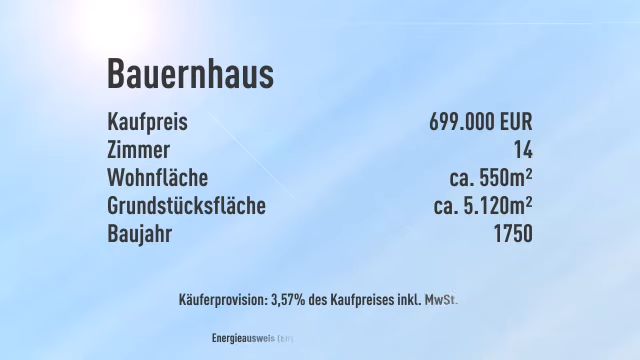 Bauernhaus
Kaufpreis 699.000 EUR
Zimmer 14
Wohnfläche ca. 550m²
Grundstücksfläche ca. 5.120m²
Baujahr 1750
Käuferprovision: 3,57% des Kaufpreises inkl. MwSt.
Energieausweis